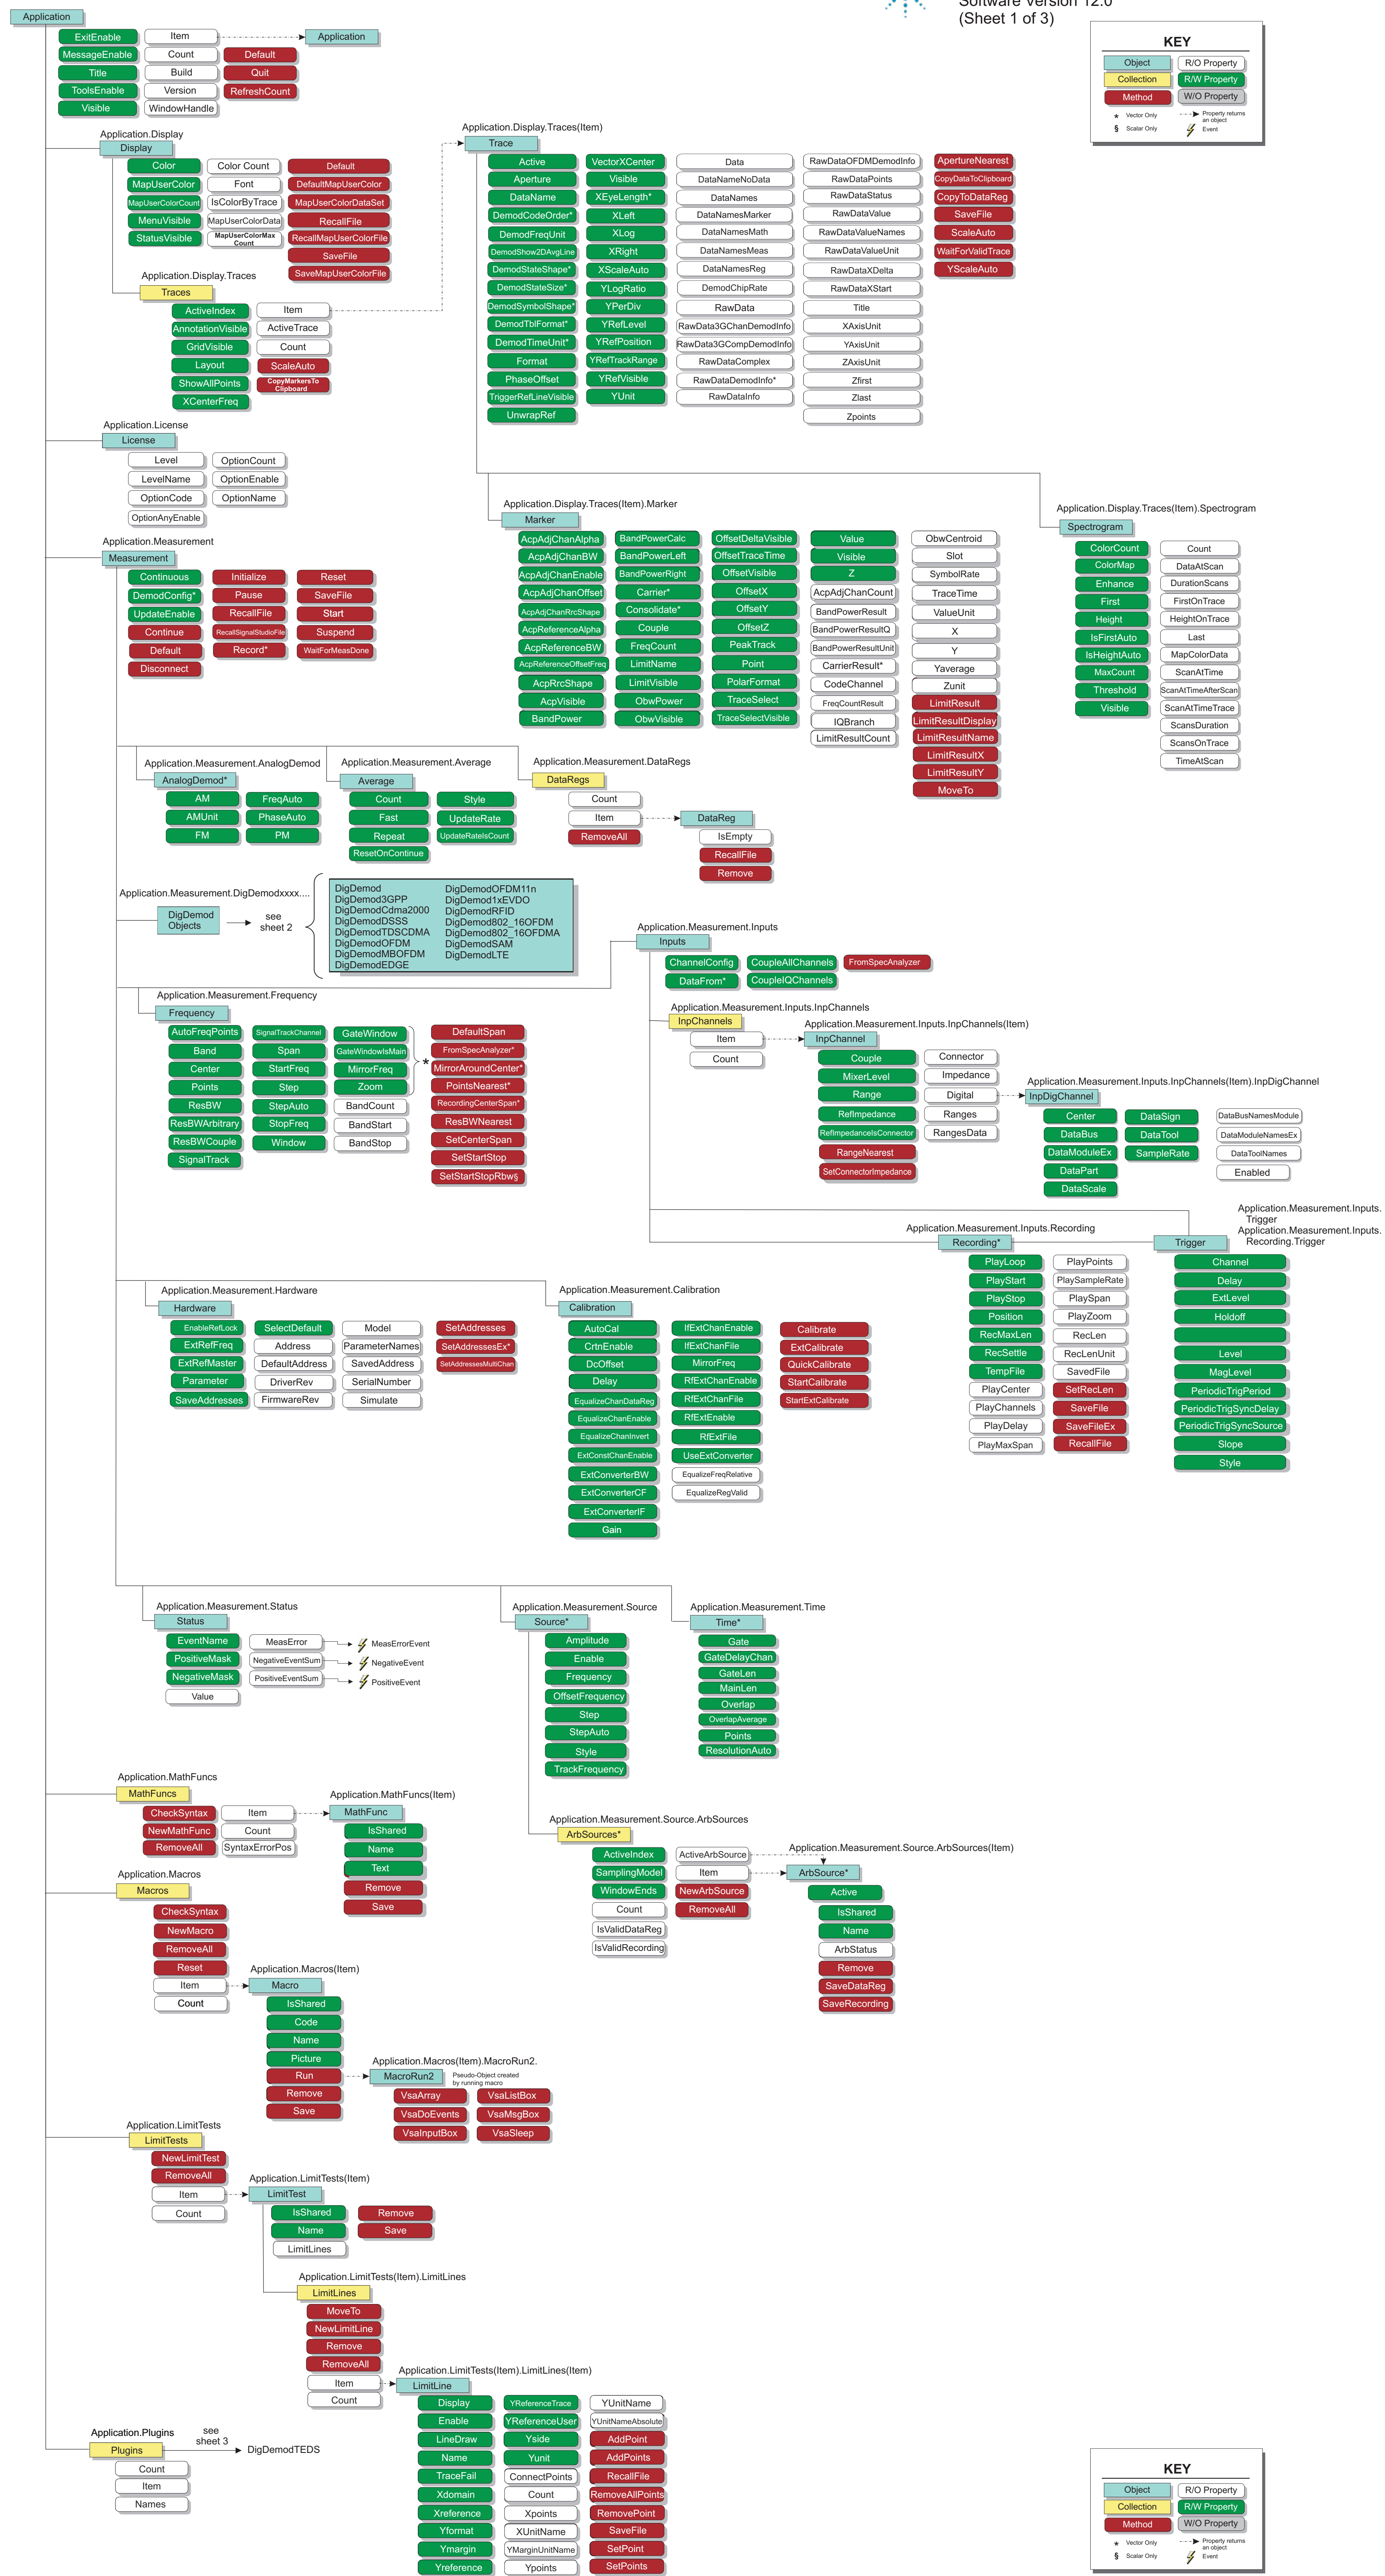 Software Version 12.0
(Sheet 1 of 3)
KEY
Object
R/O Property
Collection
R/W Property
Method
W/O Property
* Vector Only
Property returns
an object
§ Scalar Only
Event
Application
ExitEnable
Item
Application
MessageEnable
Count
Default
Title
Build
Quit
ToolsEnable
Version
RefreshCount
Visible
WindowHandle
Application.Display
Display
Color
Color Count
Default
MapUserColor
Font
DefaultMapUserColor
MapUserColorCount
IsColorByTrace
MapUserColorDataSet
MenuVisible
MapUserColorData
RecallFile
StatusVisible
MapUserColorMax
Count
RecallMapUserColorFile
SaveFile
SaveMapUserColorFile
Application.Display.Traces
Traces
ActiveIndex
Item
AnnotationVisible
ActiveTrace
GridVisible
Count
Layout
ScaleAuto
ShowAllPoints
CopyMarkersTo
Clipboard
XCenterFreq
Application.Display.Traces(Item)
Trace
Active
Aperture
DataName
DemodCodeOrder*
DemodFreqUnit
DemodShow2DAvgLine
DemodStateShape*
DemodStateSize*
DemodSymbolShape*
DemodTblFormat*
DemodTimeUnit*
Format
PhaseOffset
TriggerRefLineVisible
UnwrapRef
VectorXCenter
Visible
XEyeLength*
XLeft
XLog
XRight
XScaleAuto
YLogRatio
YPerDiv
YRefLevel
YRefPosition
YRefTrackRange
YRefVisible
YUnit
Data
DataNameNoData
DataNames
DataNamesMarker
DataNamesMath
DataNamesMeas
DataNamesReg
DemodChipRate
RawData
RawData3GChanDemodInfo
RawData3GCompDemodInfo
RawDataComplex
RawDataDemodInfo*
RawDataInfo
RawDataOFDMDemodInfo
RawDataPoints
RawDataStatus
RawDataValue
RawDataValueNames
RawDataValueUnit
RawDataXDelta
RawDataXStart
Title
XAxisUnit
YAxisUnit
ZAxisUnit
Zfirst
Zlast
Zpoints
ApertureNearest
CopyDataToClipboard
CopyToDataReg
SaveFile
ScaleAuto
WaitForValidTrace
YScaleAuto
Application.License
License
Level
OptionCount
LevelName
OptionEnable
OptionCode
OptionName
OptionAnyEnable
Application.Display.Traces(Item).Marker
Marker
AcpAdjChanAlpha
AcpAdjChanBW
AcpAdjChanEnable
AcpAdjChanOffset
AcpAdjChanRrcShape
AcpReferenceAlpha
AcpReferenceBW
AcpReferenceOffsetFreq
AcpRrcShape
AcpVisible
BandPower
BandPowerCalc
BandPowerLeft
BandPowerRight
Carrier*
Consolidate*
Couple
FreqCount
LimitName
LimitVisible
ObwPower
ObwVisible
OffsetDeltaVisible
OffsetTraceTime
OffsetVisible
OffsetX
OffsetY
OffsetZ
PeakTrack
Point
PolarFormat
TraceSelect
TraceSelectVisible
Value
Visible
Z
AcpAdjChanCount
BandPowerResult
BandPowerResultQ
BandPowerResultUnit
CarrierResult*
CodeChannel
FreqCountResult
IQBranch
LimitResultCount
ObwCentroid
Slot
SymbolRate
TraceTime
ValueUnit
X
Y
Yaverage
Zunit
LimitResult
LimitResultDisplay
LimitResultName
LimitResultX
LimitResultY
MoveTo
Application.Display.Traces(Item).Spectrogram
Spectrogram
ColorCount
ColorMap
Enhance
First
Height
IsFirstAuto
IsHeightAuto
MaxCount
Threshold
Visible
Count
DataAtScan
DurationScans
FirstOnTrace
HeightOnTrace
Last
MapColorData
ScanAtTime
ScanAtTimeAfterScan
ScanAtTimeTrace
ScansDuration
ScansOnTrace
TimeAtScan
Application.Measurement
Measurement
Continuous
Initialize
Reset
DemodConfig*
Pause
SaveFile
UpdateEnable
RecallFile
Start
Continue
RecallSignalStudioFile
Suspend
Default
Record*
WaitForMeasDone
Disconnect
Application.Measurement.AnalogDemod
AnalogDemod*
AM
FreqAuto
AMUnit
PhaseAuto
FM
PM
Application.Measurement.Average
Average
Count
Style
Fast
UpdateRate
Repeat
UpdateRateIsCount
ResetOnContinue
Application.Measurement.DataRegs
DataRegs
Count
Item
RemoveAll
DataReg
IsEmpty
RecallFile
Remove
Application.Measurement.DigDemodxxxx....
DigDemod
Objects
see
sheet 2
DigDemod
DigDemod3GPP
DigDemodCdma2000
DigDemodDSSS
DigDemodTDSCDMA
DigDemodOFDM
DigDemodMBOFDM
DigDemodEDGE
DigDemodOFDM11n
DigDemod1xEVDO
DigDemodRFID
DigDemod802_16OFDM
DigDemod802_16OFDMA
DigDemodSAM
DigDemodLTE
Application.Measurement.Inputs
Inputs
ChannelConfig
CoupleAllChannels
FromSpecAnalyzer
DataFrom*
CoupleIQChannels
Application.Measurement.Inputs.InpChannels
InpChannels
Item
Count
Application.Measurement.Inputs.InpChannels(Item)
InpChannel
Couple
MixerLevel
Range
RefImpedance
RefImpedanceIsConnector
RangeNearest
SetConnectorImpedance
Connector
Impedance
Digital
Ranges
RangesData
Application.Measurement.Inputs.InpChannels(Item).InpDigChannel
InpDigChannel
Center
DataBus
DataModuleEx
DataPart
DataScale
DataSign
DataTool
SampleRate
DataBusNamesModule
DataModuleNamesEx
DataToolNames
Enabled
Application.Measurement.Frequency
Frequency
AutoFreqPoints
Band
Center
Points
ResBW
ResBWArbitrary
ResBWCouple
SignalTrack
SignalTrackChannel
Span
StartFreq
Step
StepAuto
StopFreq
Window
GateWindow
GateWindowIsMain
MirrorFreq
Zoom
*
BandCount
BandStart
BandStop
DefaultSpan
FromSpecAnalyzer*
MirrorAroundCenter*
PointsNearest*
RecordingCenterSpan*
ResBWNearest
SetCenterSpan
SetStartStop
SetStartStopRbw§
Application.Measurement.Inputs.Recording
Recording*
PlayLoop
PlayStart
PlayStop
Position
RecMaxLen
RecSettle
TempFile
PlayCenter
PlayChannels
PlayDelay
PlayMaxSpan
PlayPoints
PlaySampleRate
PlaySpan
PlayZoom
RecLen
RecLenUnit
SavedFile
SetRecLen
SaveFile
SaveFileEx
RecallFile
Application.Measurement.Inputs.
Trigger
Application.Measurement.Inputs.
Recording.Trigger
Trigger
Channel
Delay
ExtLevel
Holdoff
Level
MagLevel
PeriodicTrigPeriod
PeriodicTrigSyncDelay
PeriodicTrigSyncSource
Slope
Style
Application.Measurement.Hardware
Hardware
EnableRefLock
ExtRefFreq
ExtRefMaster
Parameter
SaveAddresses
SelectDefault
Address
DefaultAddress
DriverRev
FirmwareRev
Model
ParameterNames
SavedAddress
SerialNumber
Simulate
SetAddresses
SetAddressesEx*
SetAddressesMultiChan
Application.Measurement.Calibration
Calibration
AutoCal
CrtnEnable
DcOffset
Delay
EqualizeChanDataReg
EqualizeChanEnable
EqualizeChanInvert
ExtConstChanEnable
ExtConverterBW
ExtConverterCF
ExtConverterIF
Gain
IfExtChanEnable
IfExtChanFile
MirrorFreq
RfExtChanEnable
RfExtChanFile
RfExtEnable
RfExtFile
UseExtConverter
EqualizeFreqRelative
EqualizeRegValid
Calibrate
ExtCalibrate
QuickCalibrate
StartCalibrate
StartExtCalibrate
Application.Measurement.Status
Status
EventName
MeasError
MeasErrorEvent
PositiveMask
NegativeEventSum
NegativeEvent
NegativeMask
PositiveEventSum
PositiveEvent
Value
Application.Measurement.Source
Source*
Amplitude
Enable
Frequency
OffsetFrequency
Step
StepAuto
Style
TrackFrequency
Application.Measurement.Time
Time*
Gate
GateDelayChan
GateLen
MainLen
Overlap
OverlapAverage
Points
ResolutionAuto
Application.MathFuncs
MathFuncs
CheckSyntax
Item
NewMathFunc
Count
RemoveAll
SyntaxErrorPos
Application.MathFuncs(Item)
MathFunc
IsShared
Name
Text
Remove
Save
Application.Measurement.Source.ArbSources
ArbSources*
ActiveIndex
ActiveArbSource
SamplingModel
Item
WindowEnds
NewArbSource
Count
RemoveAll
IsValidDataReg
IsValidRecording
Application.Measurement.Source.ArbSources(Item)
ArbSource*
Active
IsShared
Name
ArbStatus
Remove
SaveDataReg
SaveRecording
Application.Macros
Macros
CheckSyntax
NewMacro
RemoveAll
Reset
Item
Count
Application.Macros(Item)
Macro
IsShared
Code
Name
Picture
Run
Remove
Save
Application.Macros(Item).MacroRun2.
MacroRun2
Pseudo-Object created
by running macro
VsaArray
VsaListBox
VsaDoEvents
VsaMsgBox
VsaInputBox
VsaSleep
Application.LimitTests
LimitTests
NewLimitTest
RemoveAll
Item
Count
Application.LimitTests(Item)
LimitTest
IsShared
Remove
Name
Save
LimitLines
Application.LimitTests(Item).LimitLines
LimitLines
MoveTo
NewLimitLine
Remove
RemoveAll
Item
Count
Application.LimitTests(Item).LimitLines(Item)
LimitLine
Display
Enable
LineDraw
Name
TraceFail
Xdomain
Xreference
Yformat
Ymargin
Yreference
YReferenceTrace
YReferenceUser
Yside
Yunit
ConnectPoints
Count
Xpoints
XUnitName
YMarginUnitName
Ypoints
YUnitName
YUnitNameAbsolute
AddPoint
AddPoints
RecallFile
RemoveAllPoints
RemovePoint
SaveFile
SetPoint
SetPoints
Application.Plugins
Plugins
see
sheet 3
DigDemodTEDS
Count
Item
Names
KEY
Object
R/O Property
Collection
R/W Property
Method
W/O Property
* Vector Only
Property returns
an object
§ Scalar Only
Event